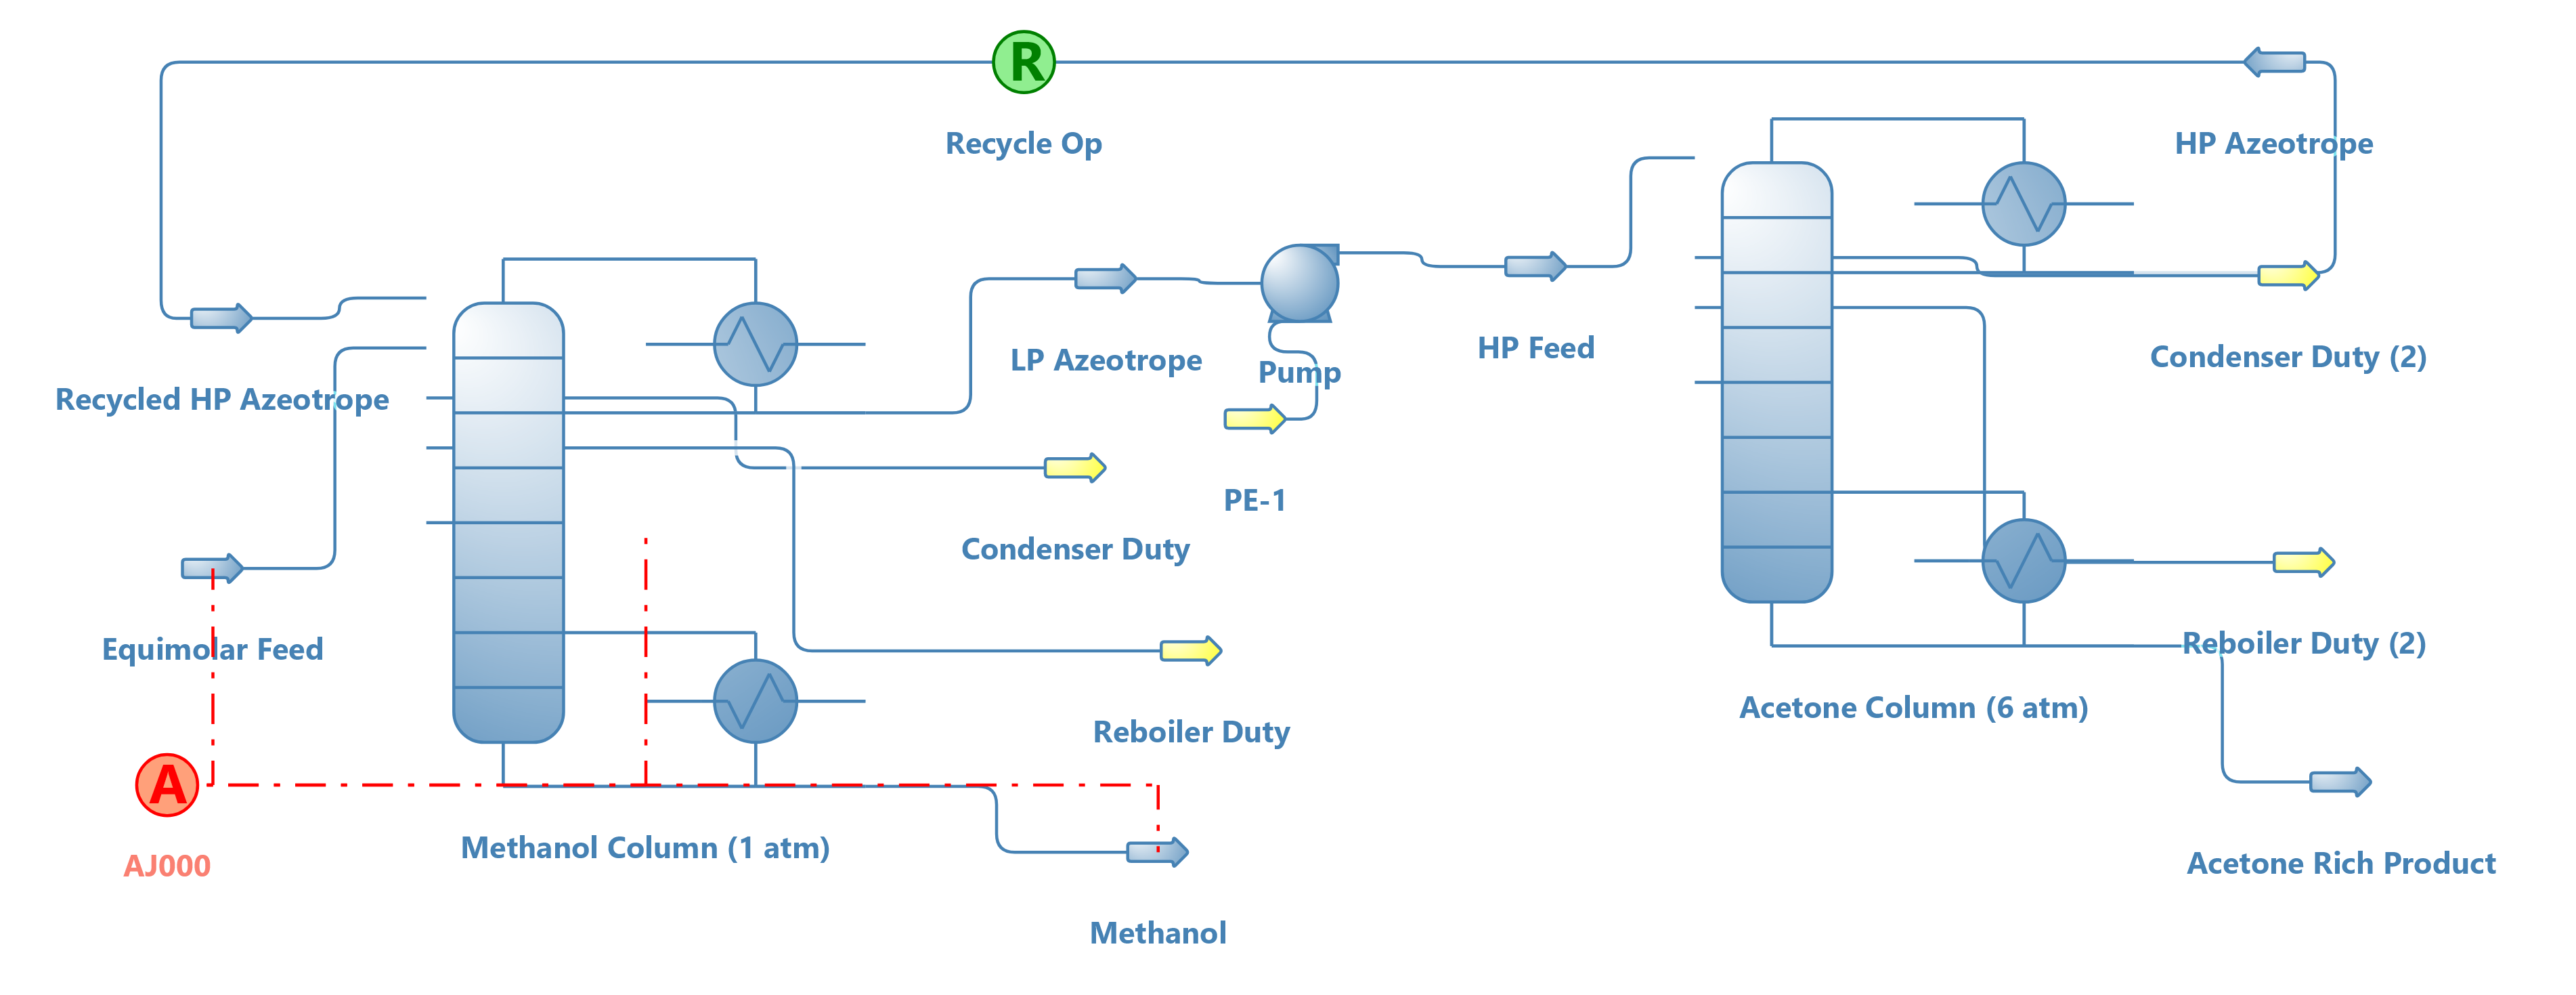 R
Recycle Op
HP Azeotrope
LP Azeotrope
Pump
HP Feed
Condenser Duty (2)
Recycled HP Azeotrope
PE-1
Condenser Duty
Equimolar Feed
Reboiler Duty (2)
Reboiler Duty
Acetone Column (6 atm)
A
AJ000
Methanol Column (1 atm)
Acetone Rich Product
Methanol